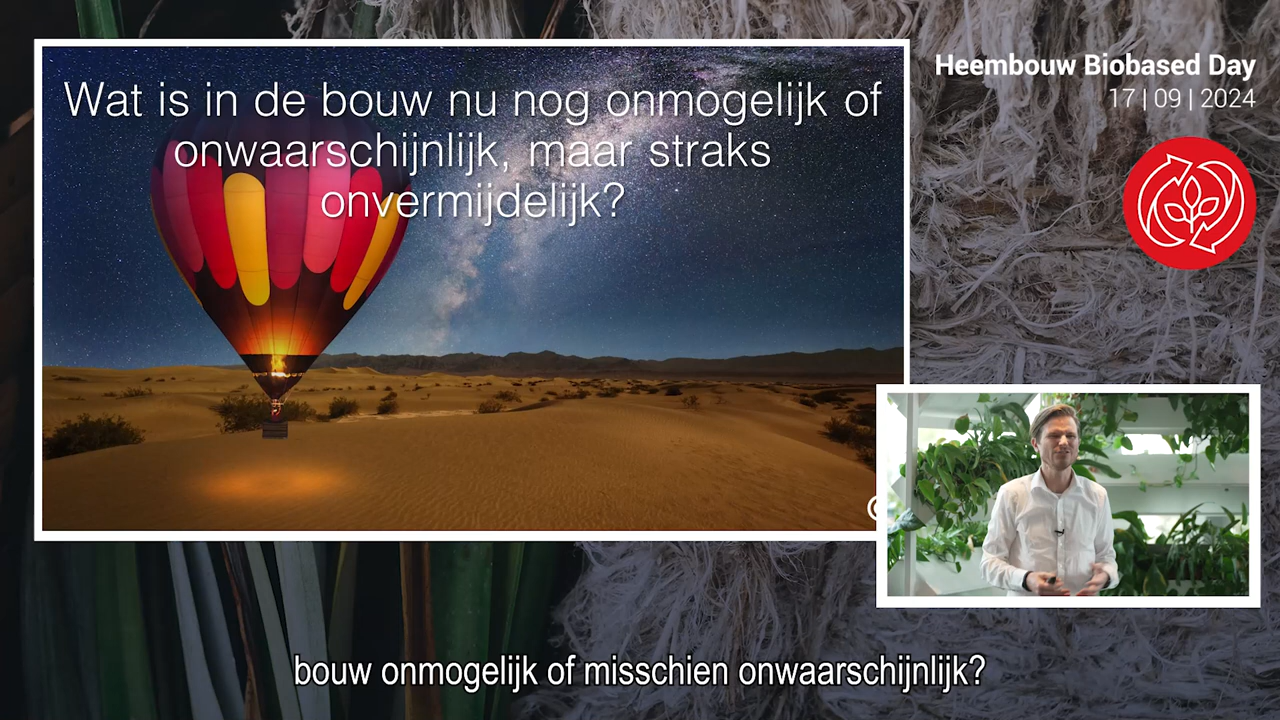 Wat is in de bouw nu nog onmogelijk of
onwaarschijnlijk, maar straks
onvermijdelijk?
Heembouw Biobased Day
17 | 09 | 2024
bouw onmogelijk of misschien onwaarschijnlijk?